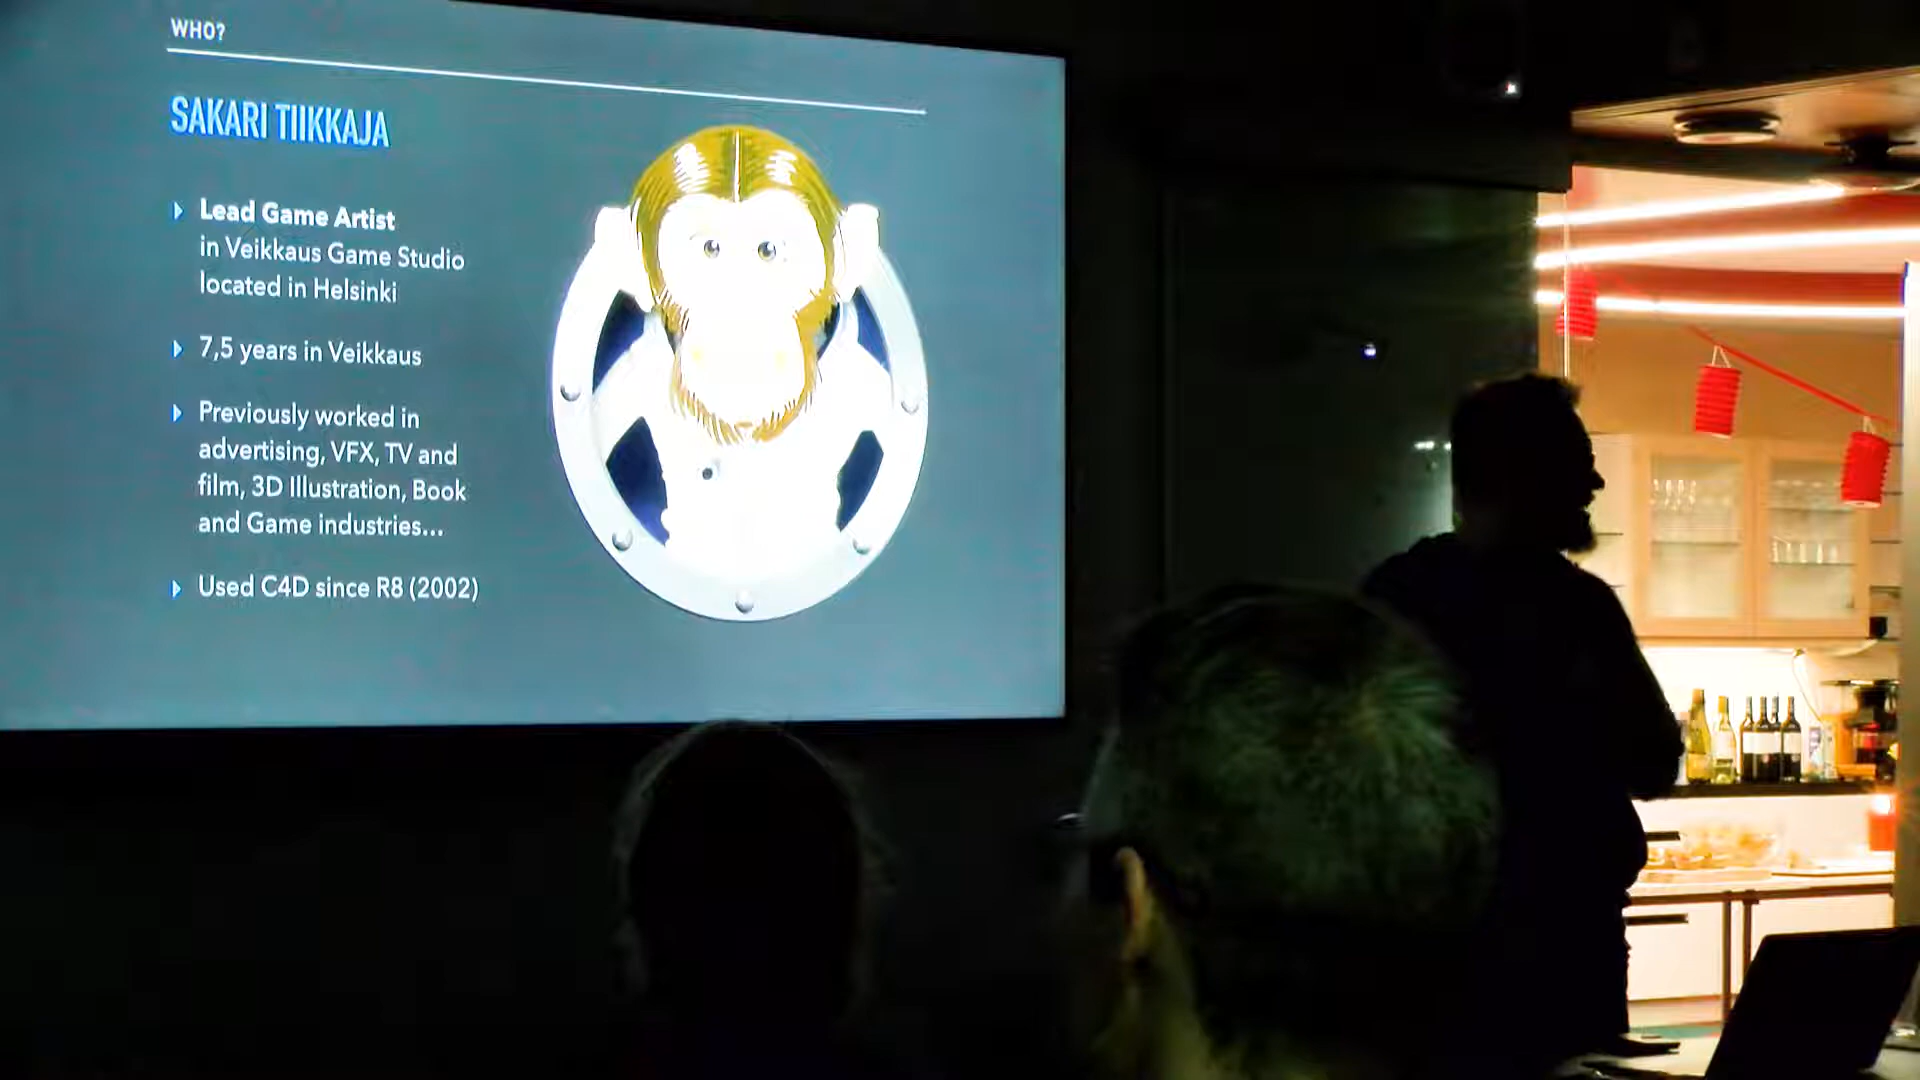 WHO?
SAKARI TIIKKAJA
Lead Game Artist
in Veikkaus Game Studio
located in Helsinki
7,5 years in Veikkaus
Previously worked in
advertising, VFX, TV and
film, 3D Illustration, Book
and Game industries...
Used C4D since R8 (2002)